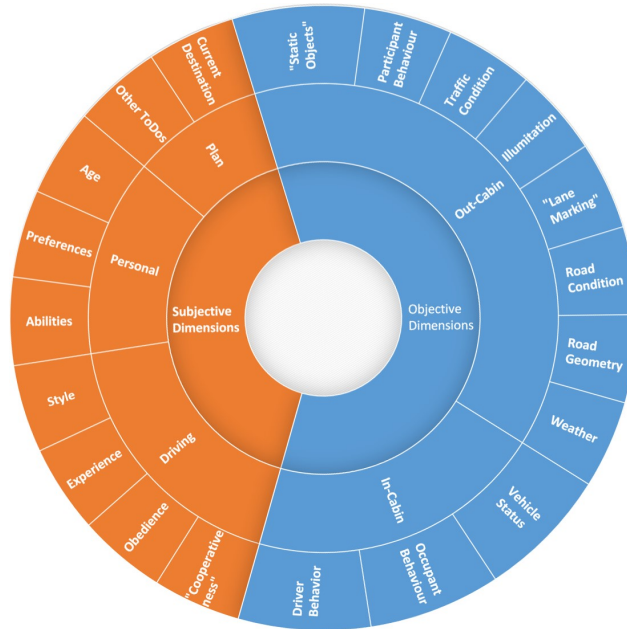 "Static
Objects"
Participant
Behaviour
Traffic
Condition
Illumitation
"Lane
Marking"
Road
Condition
Road
Geometry
Weather
Vehicle
Status
Occupant
Behaviour
Driver
Behavior
"Cooperative
ness"
Obedience
Experience
Style
Abilities
Preferences
Age
Other ToDos
Current
Destination
Plan
Personal
Driving
In-Cabin
Out-Cabin
Subjective
Dimensions
Objective
Dimensions